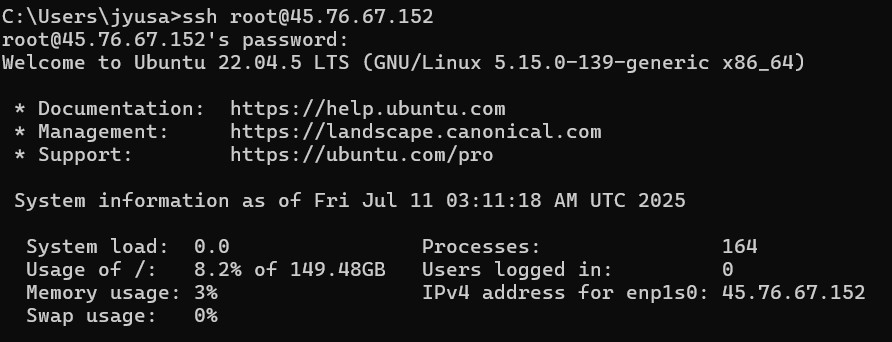 C:\Users\jyusa>ssh root@45.76.67.152
root@45.76.67.152's password:
Welcome to Ubuntu 22.04.5 LTS (GNU/Linux 5.15.0-139-generic x86_64)
* Documentation: https://help.ubuntu.com
* Management: https://landscape.canonical.com
* Support: https://ubuntu.com/pro
System information as of Fri Jul 11 03:11:18 AM UTC 2025
System load: 0.0 Processes: 164
Usage of /: 8.2% of 149.48GB Users logged in: 0
Memory usage: 3% IPv4 address for enp1s0: 45.76.67.152
Swap usage: 0%